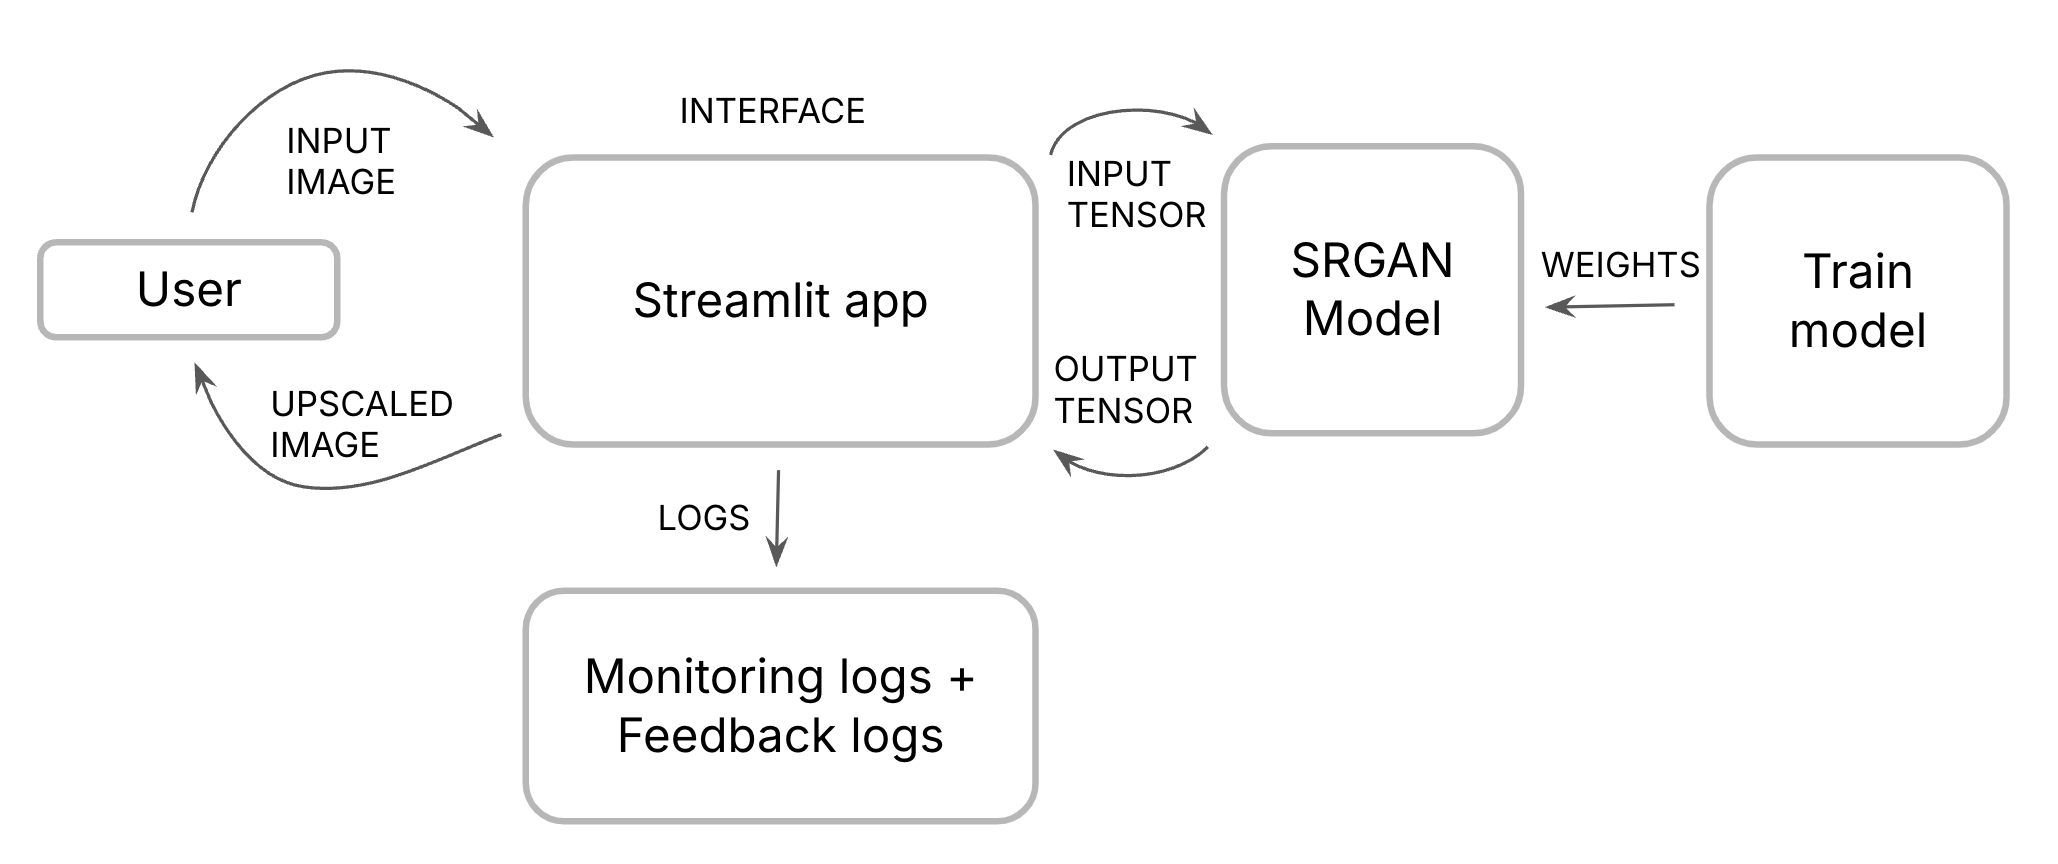 INTERFACE
INPUT
IMAGE
INPUT
TENSOR
User
Streamlit app
SRGAN
Model
WEIGHTS
Train
model
UPSCALED
IMAGE
OUTPUT
TENSOR
LOGS
Monitoring logs +
Feedback logs